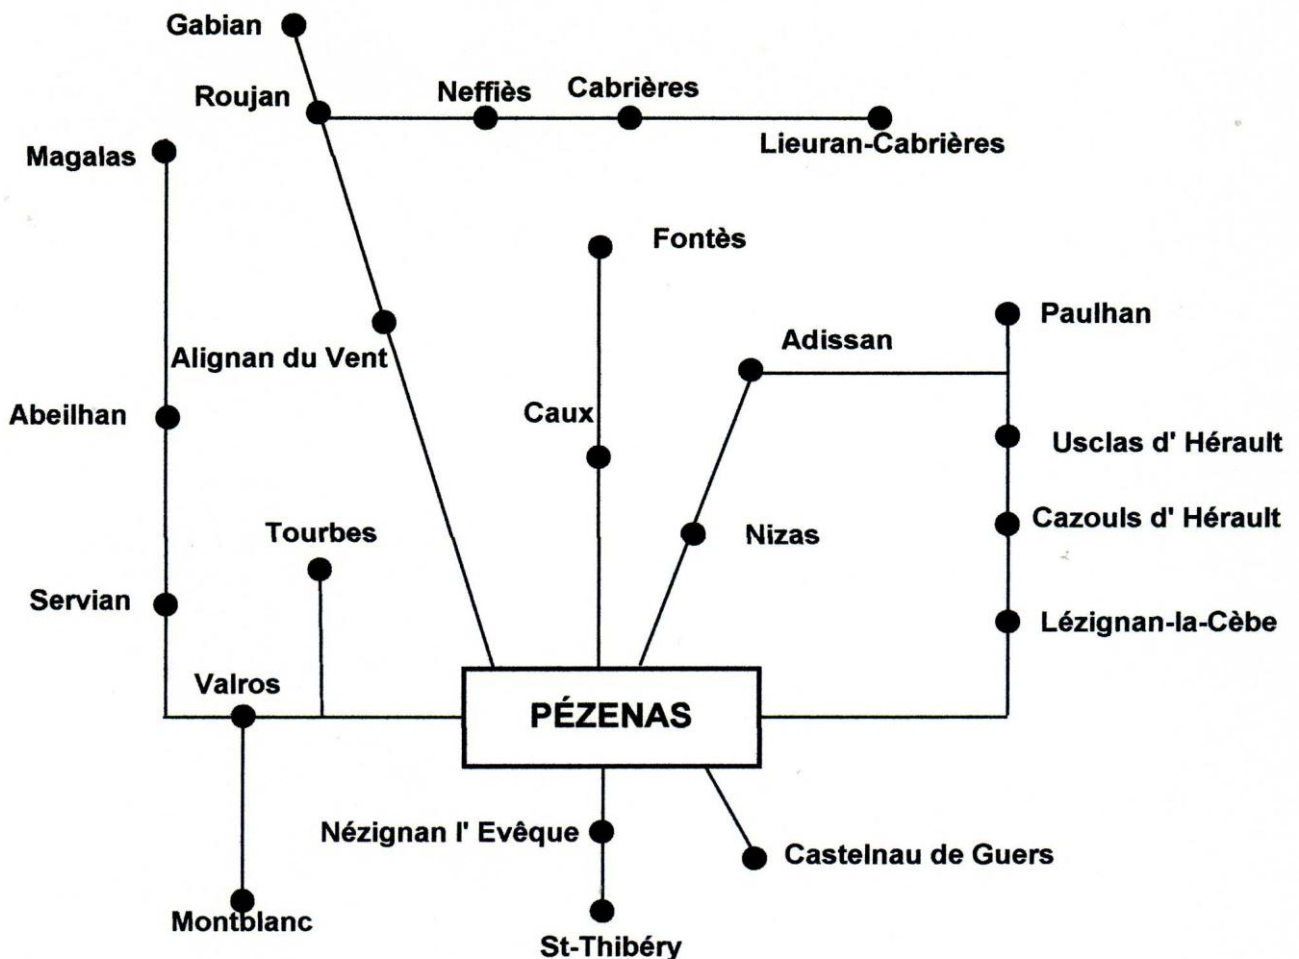 Gabian
Roujan
Neffiès
Cabrières
Lieuran-Cabrières
Magalas
Fontès
Paulhan
Adissan
Alignan du Vent
Abeilhan
Caux
Usclas d' Hérault
Cazouls d' Hérault
Tourbes
Nizas
Servian
Lézignan-la-Cèbe
Valros
PÉZENAS
Nézignan l' Evêque
Castelnau de Guers
Montblanc
St-Thibéry